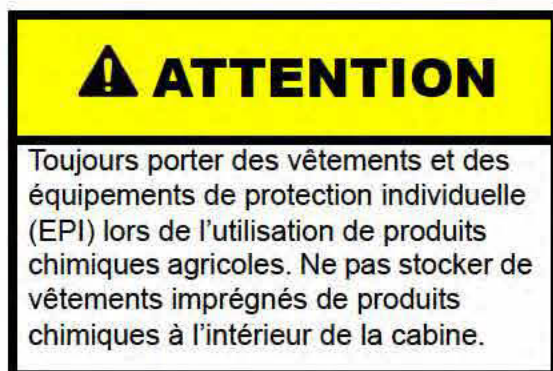 ATTENTION
Toujours porter des vêtements et des
équipements de protection individuelle
(EPI) lors de l'utilisation de produits
chimiques agricoles. Ne pas stocker de
vêtements imprégnés de produits
chimiques à l'intérieur de la cabine.